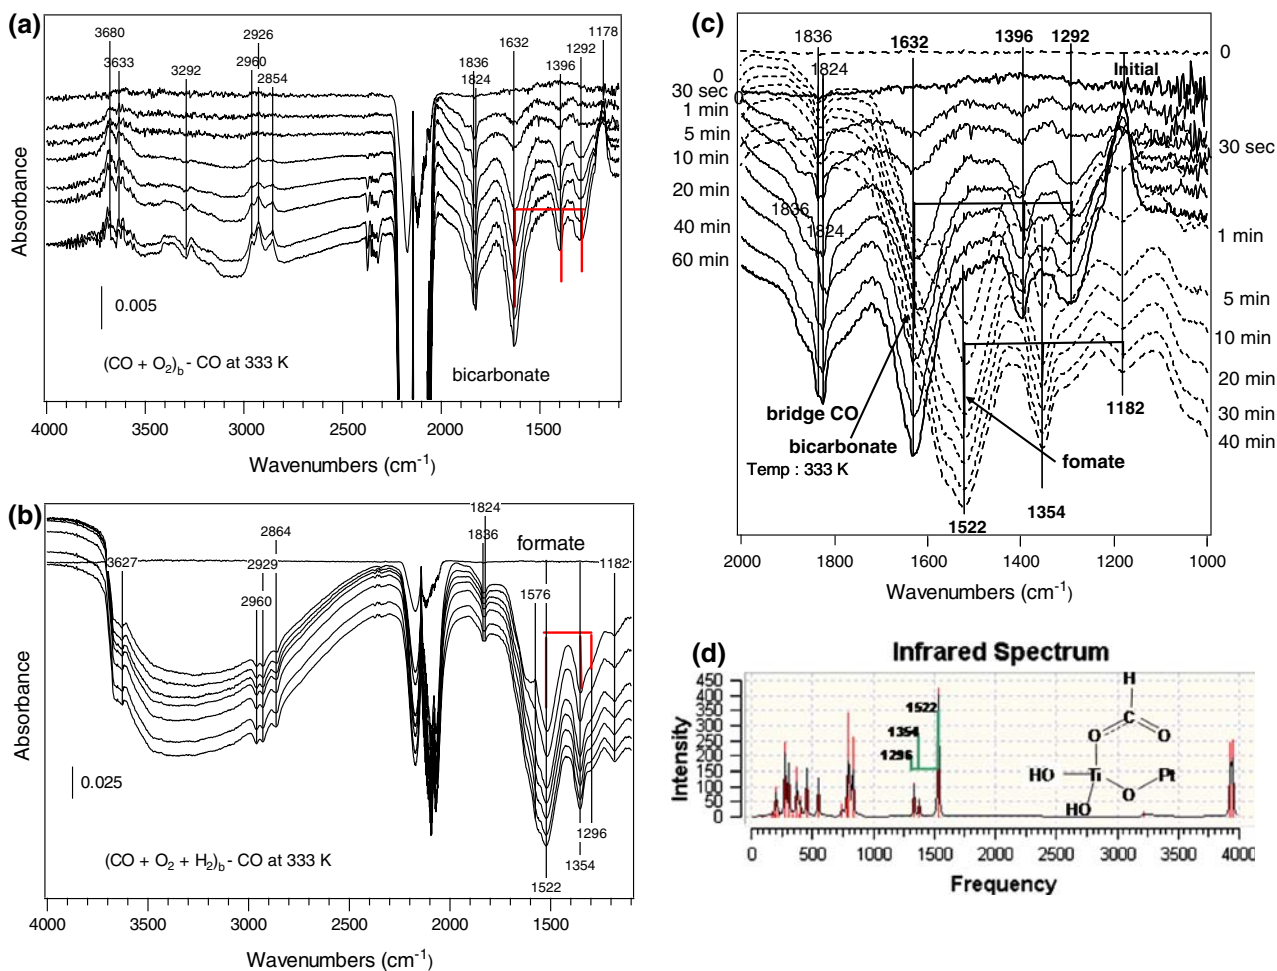 (a)
3680
3633
3292
2926
2960
2854
1836
1824
1632
1396
1292
1178
Absorbance
0.005
(CO + O2)b - CO at 333 K
bicarbonate
4000 3500 3000 2500 2000 1500
Wavenumbers (cm-1)
(b)
3627
2960
2929
2864
1824
1836
formate
1576
1182
Absorbance
0.025
(CO + O2 + H2)b - CO at 333 K
1296
1354
1522
4000 3500 3000 2500 2000 1500
Wavenumbers (cm-1)
(c)
1836
1824
1632
1396
1292
Initial
0
30 sec
1 min
5 min
10 min
20 min
40 min
60 min
0
0
30 sec
1 min
5 min
10 min
20 min
30 min
40 min
1836
1824
bridge CO
bicarbonate
Temp : 333 K
fomate
1522
1354
1182
2000 1800 1600 1400 1200 1000
Wavenumbers (cm-1)
(d)
Infrared Spectrum
Intensity
450
400
350
300
250
200
150
100
50
0
1522
1354
1296
H
C
O
O
HO
Ti
Pt
O
HO
0 500 1000 1500 2000 2500 3000 3500 4000
Frequency